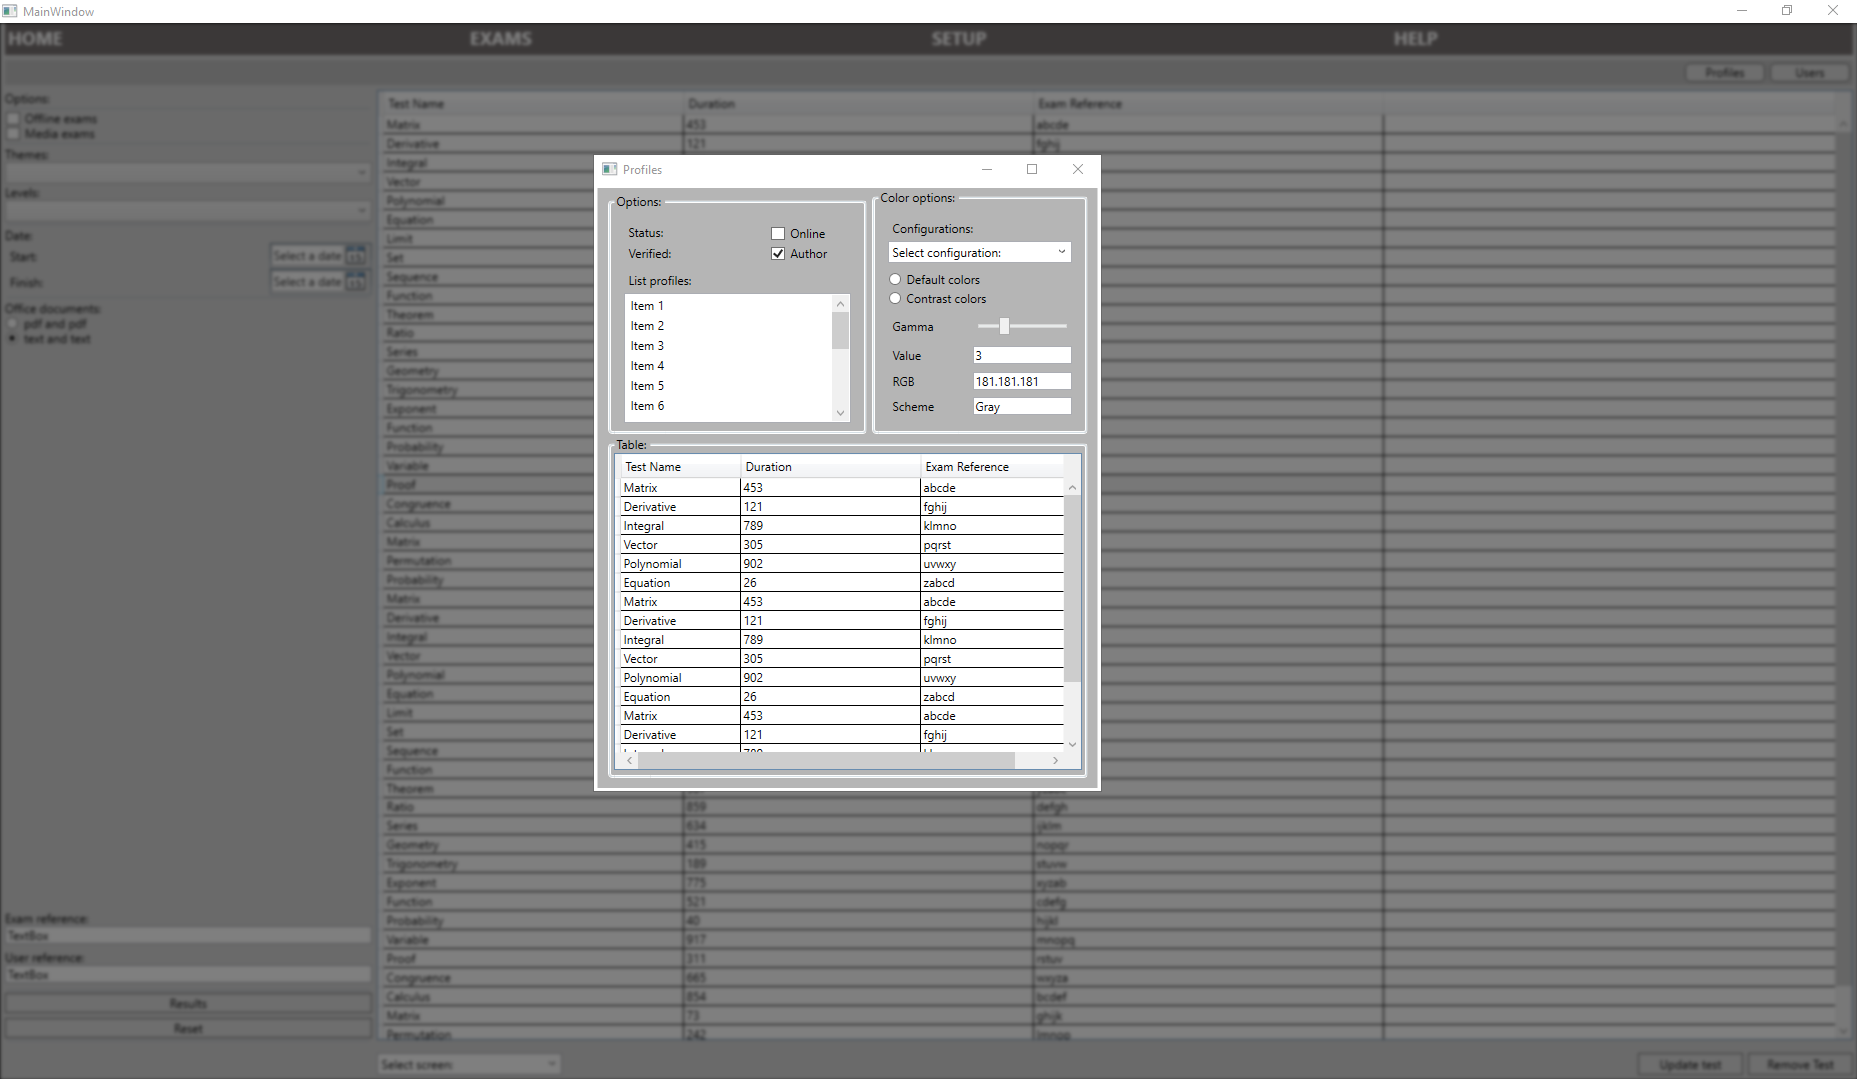 MainWindow
HOME EXAMS SETUP HELP
Profiles Users
Options:
Offline exams
Media exams
Themes:
Levels:
Date:
Start: Select a date 15
Finish: Select a date 15
Office documents:
pdf and pdf
text and text
Exam reference:
TextBox
User reference:
TextBox
Results
Reset
Test Name Duration Exam Reference
Matrix 453 abcde
Derivative 121 fghij
Integral
Vector
Polynomial
Equation
Limit
Set
Sequence
Function
Theorem
Ratio
Series
Geometry
Trigonometry
Exponent
Function
Probability
Variable
Proof
Congruence
Calculus
Matrix
Permutation
Probability
Matrix
Derivative
Integral
Vector
Polynomial
Equation
Limit
Set
Sequence
Function
Theorem
Ratio 859 defgh
Series 634 ijklm
Geometry 415 nopqr
Trigonometry 189 stuvw
Exponent 775 xyzab
Function 521 cdefg
Probability 40 hijkl
Variable 917 mnopq
Proof 311 rstuv
Congruence 665 wxyza
Calculus 854 bcdef
Matrix 73 ghijk
Permutation 242 lmnoo
Select screen:
Update test Remove Test
Profiles
Options:
Status: Online
Verified: Author
List profiles:
Item 1
Item 2
Item 3
Item 4
Item 5
Item 6
Color options:
Configurations:
Select configuration:
Default colors
Contrast colors
Gamma
Value 3
RGB 181.181.181
Scheme Gray
Table:
Test Name Duration Exam Reference
Matrix 453 abcde
Derivative 121 fghij
Integral 789 klmno
Vector 305 pqrst
Polynomial 902 uvwxy
Equation 26 zabcd
Matrix 453 abcde
Derivative 121 fghij
Integral 789 klmno
Vector 305 pqrst
Polynomial 902 uvwxy
Equation 26 zabcd
Matrix 453 abcde
Derivative 121 fghij